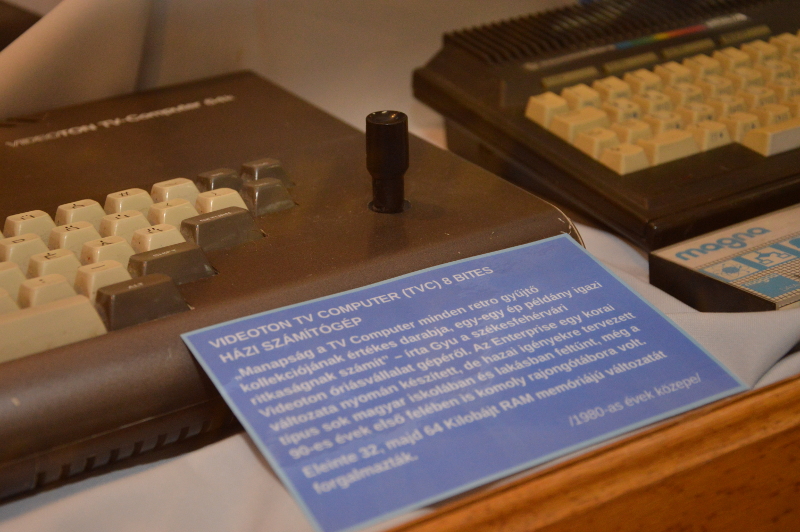 VIDEOTON TV-Computer 64K
magna
VIDEOTON TV COMPUTER (TVC) 8 BITES
HÁZI SZÁMÍTÓGÉP
„Manapság a TV Computer minden retro gyűjtő
kollekciójának értékes darabja, egy-egy ép példány igazi
ritkaságnak számít" – írta Gyu a székesfehérvári
Videoton óriásvállalat gépéről. Az Enterprise egy korai
változata nyomán készített, de hazai igényekre tervezett
típus sok magyar iskolában és lakásban feltűnt, még a
90-es évek első felében is komoly rajongótábora volt.
Eleinte 32, majd 64 Kilobájt RAM memóriájú változatát
forgalmazták.
/1980-as évek közepe/